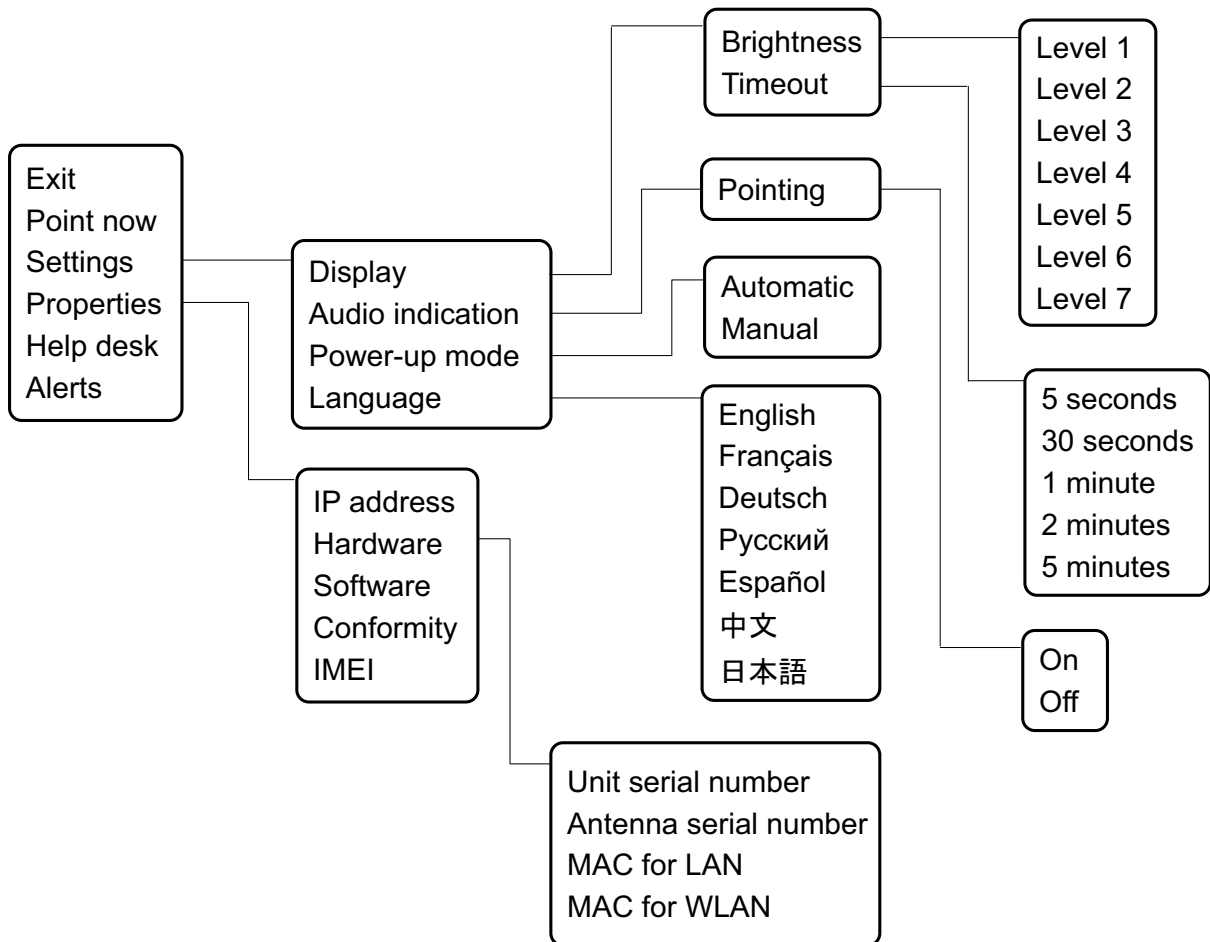 Exit
Point now
Settings
Properties
Help desk
Alerts
Display
Audio indication
Power-up mode
Language
IP address
Hardware
Software
Conformity
IMEI
Brightness
Timeout
Pointing
Automatic
Manual
English
Français
Deutsch
Русский
Español
中文
日本語
Unit serial number
Antenna serial number
MAC for LAN
MAC for WLAN
Level 1
Level 2
Level 3
Level 4
Level 5
Level 6
Level 7
5 seconds
30 seconds
1 minute
2 minutes
5 minutes
On
Off